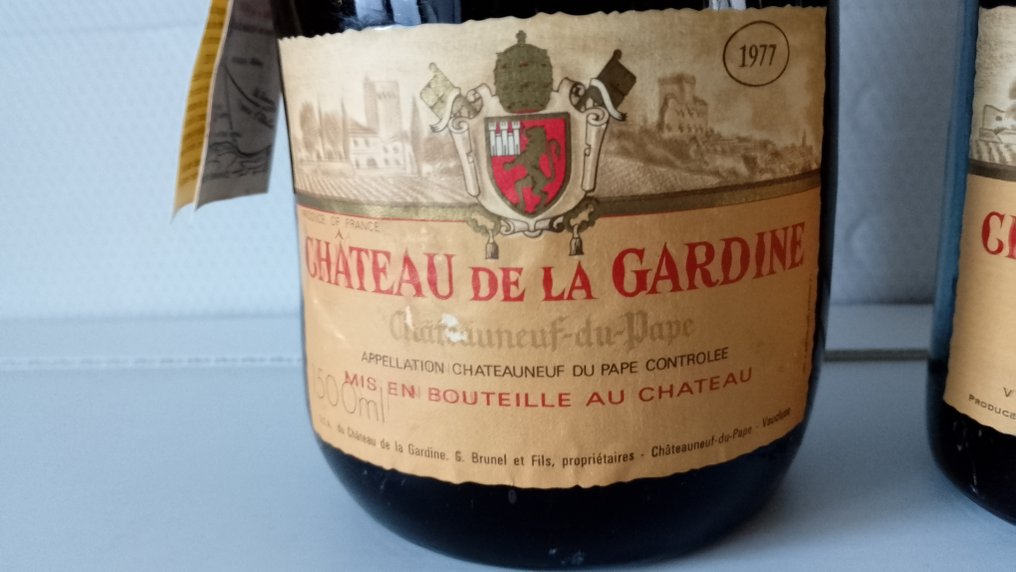 1977
PRODUCE OF FRANCE
CHÂTEAU DE LA GARDINE
Châteauneuf-du-Pape
APPELLATION CHATEAUNEUF DU PAPE CONTROLEE
MIS EN BOUTEILLE AU CHATEAU
1500ml
du Château de la Gardine. G. Brunel et Fils, propriétaires - Châteauneuf-du-Pape - Vaucluse